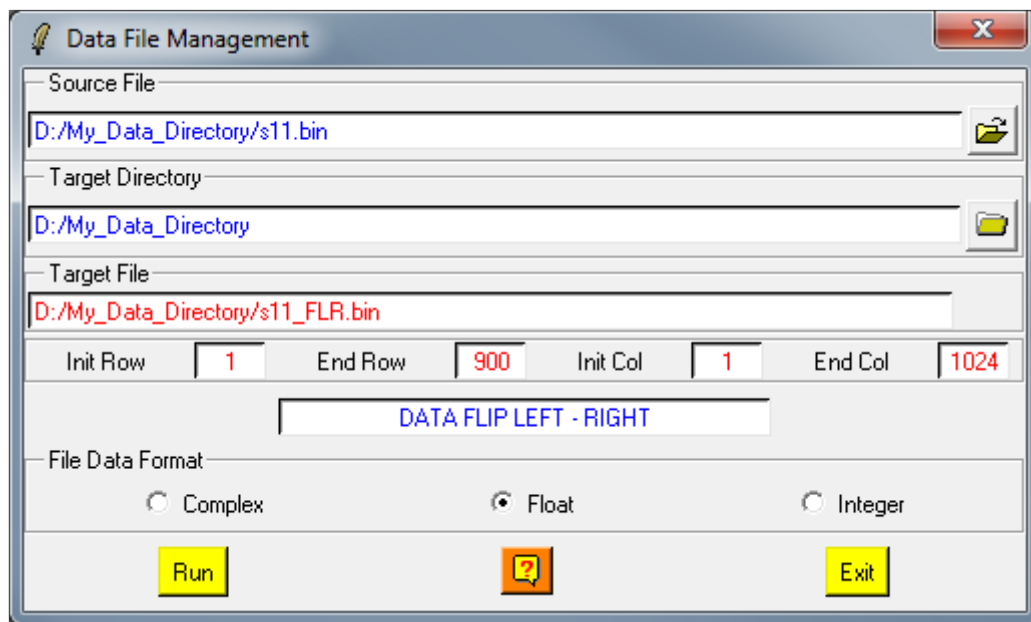 Data File Management
Source File
D:/My_Data_Directory/s11.bin
Target Directory
D:/My_Data_Directory
Target File
D:/My_Data_Directory/s11_FLR.bin
Init Row 1 End Row 900 Init Col 1 End Col 1024
DATA FLIP LEFT - RIGHT
File Data Format
Complex Float Integer
Run ? Exit